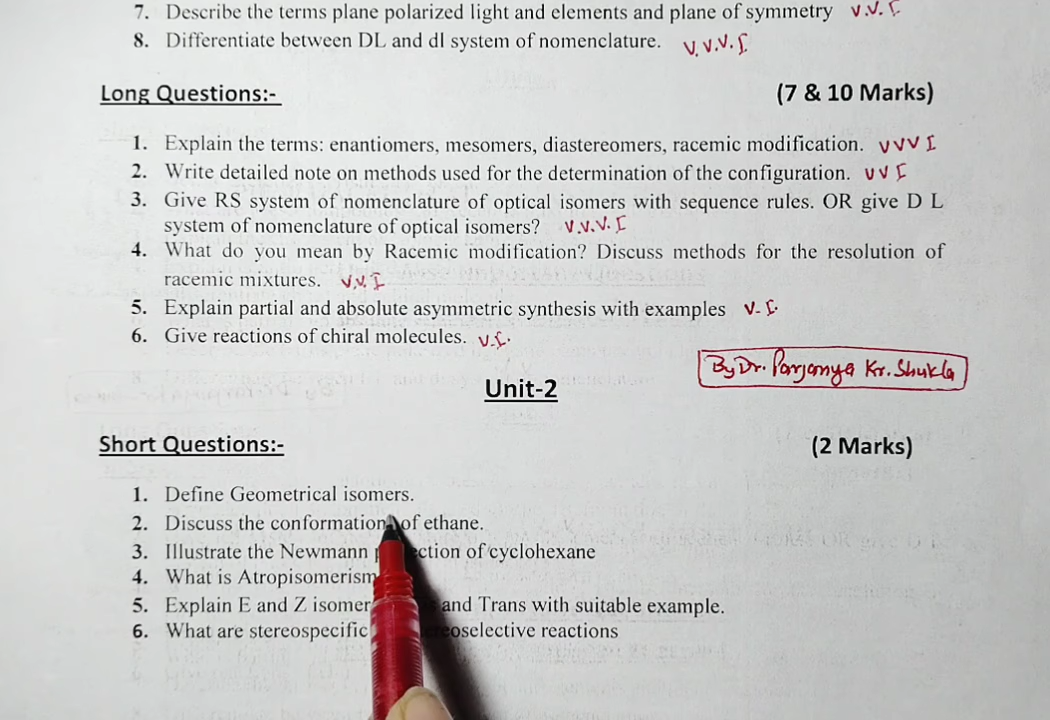 7. Describe the terms plane polarized light and elements and plane of symmetry V.V. I
8. Differentiate between DL and dl system of nomenclature. V.V.V.I
Long Questions:- (7 & 10 Marks)
1. Explain the terms: enantiomers, mesomers, diastereomers, racemic modification. V V V I
2. Write detailed note on methods used for the determination of the configuration. V V I
3. Give RS system of nomenclature of optical isomers with sequence rules. OR give D L
system of nomenclature of optical isomers? V.V.V. I
4. What do you mean by Racemic modification? Discuss methods for the resolution of
racemic mixtures. V.V. I
5. Explain partial and absolute asymmetric synthesis with examples V- I.
6. Give reactions of chiral molecules. V.I.
By Dr. Parjanya Kr. Shukla
Unit-2
Short Questions:- (2 Marks)
1. Define Geometrical isomers.
2. Discuss the conformation of ethane.
3. Illustrate the Newmann of cyclohexane
4. What is Atropisomerism
5. Explain E and Z and Trans with suitable example.
6. What are stereospecific reactions